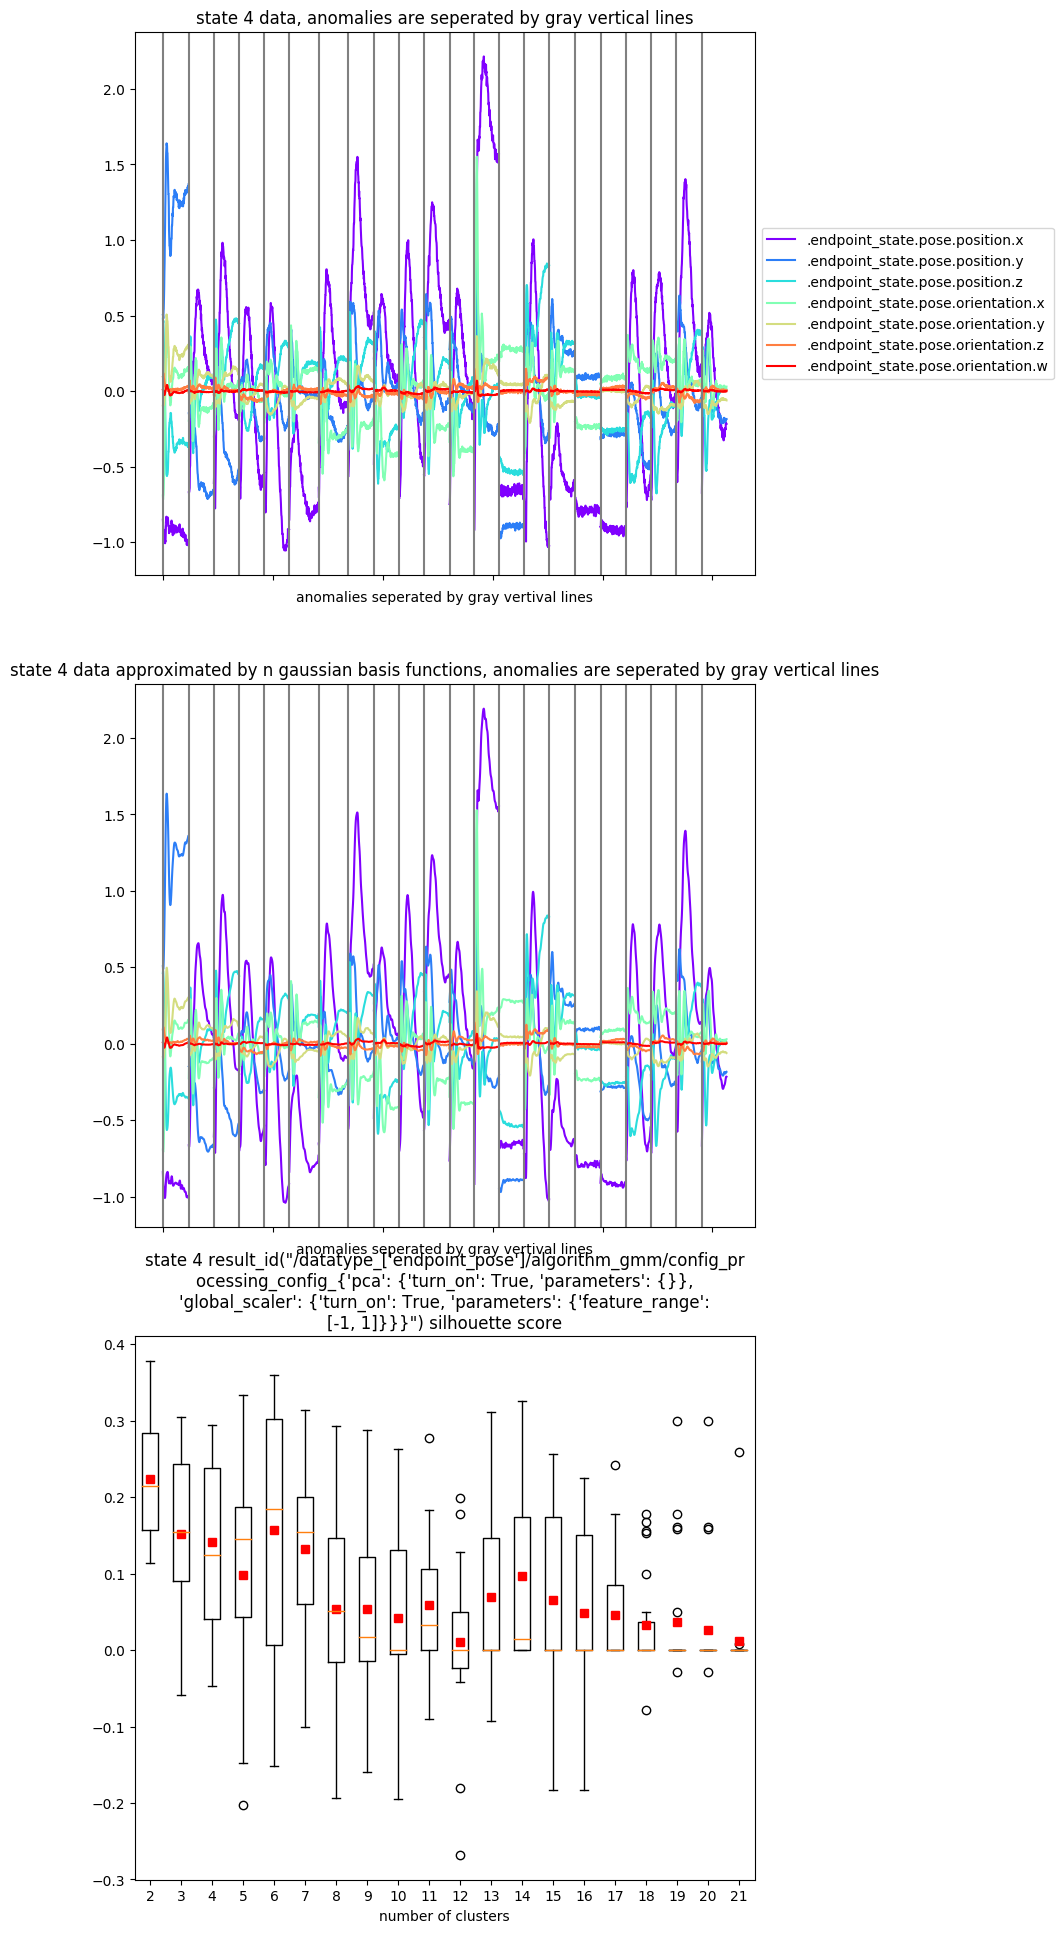 state 4 data, anomalies are seperated by gray vertical lines
2.0
1.5
1.0
0.5
0.0
−0.5
−1.0
anomalies seperated by gray vertival lines
.endpoint_state.pose.position.x
.endpoint_state.pose.position.y
.endpoint_state.pose.position.z
.endpoint_state.pose.orientation.x
.endpoint_state.pose.orientation.y
.endpoint_state.pose.orientation.z
.endpoint_state.pose.orientation.w
state 4 data approximated by n gaussian basis functions, anomalies are seperated by gray vertical lines
2.0
1.5
1.0
0.5
0.0
−0.5
−1.0
anomalies seperated by gray vertival lines
state 4 result_id("/datatype_['endpoint_pose']/algorithm_gmm/config_pr
ocessing_config_{'pca': {'turn_on': True, 'parameters': {}},
'global_scaler': {'turn_on': True, 'parameters': {'feature_range':
[-1, 1]}}}") silhouette score
0.4
0.3
0.2
0.1
0.0
−0.1
−0.2
−0.3
2 3 4 5 6 7 8 9 10 11 12 13 14 15 16 17 18 19 20 21
number of clusters